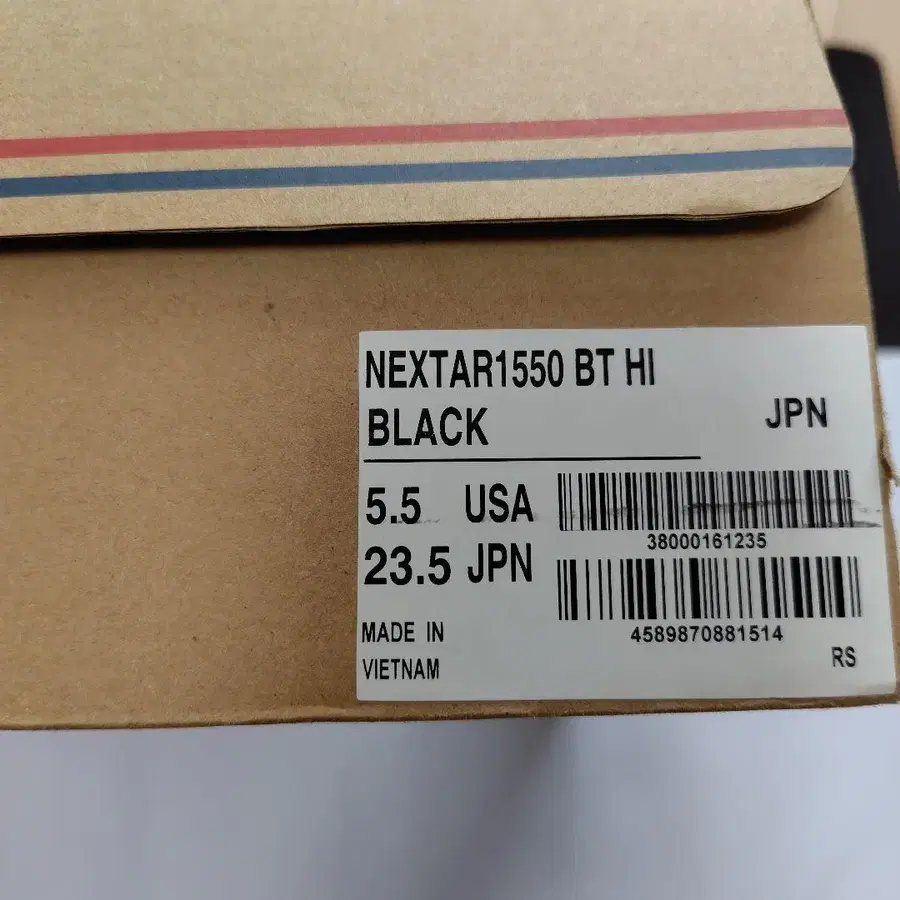 NEXTAR1550 BT HI
BLACK
JPN
5.5 USA
23.5 JPN
38000161235
4589870881514
MADE IN
VIETNAM
RS